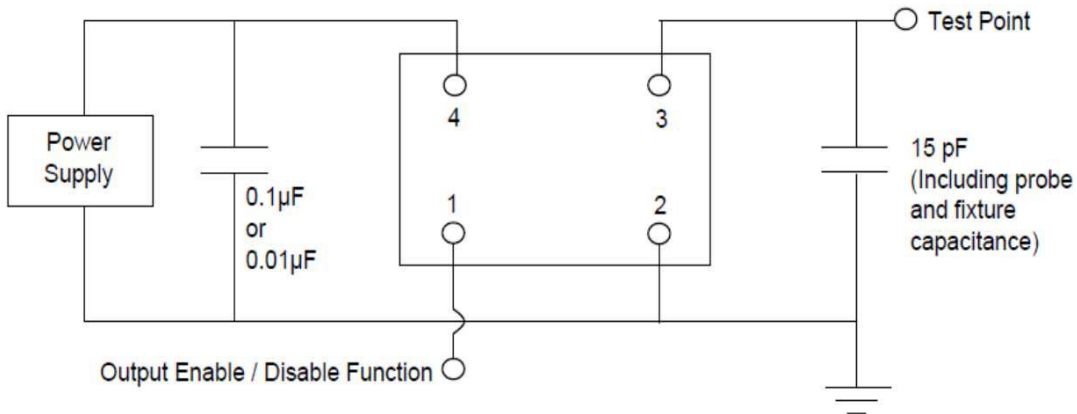 Test Point
4
3
Power
Supply
15 pF
(Including probe
and fixture
capacitance)
0.1µF
or
0.01µF
1
2
Output Enable / Disable Function